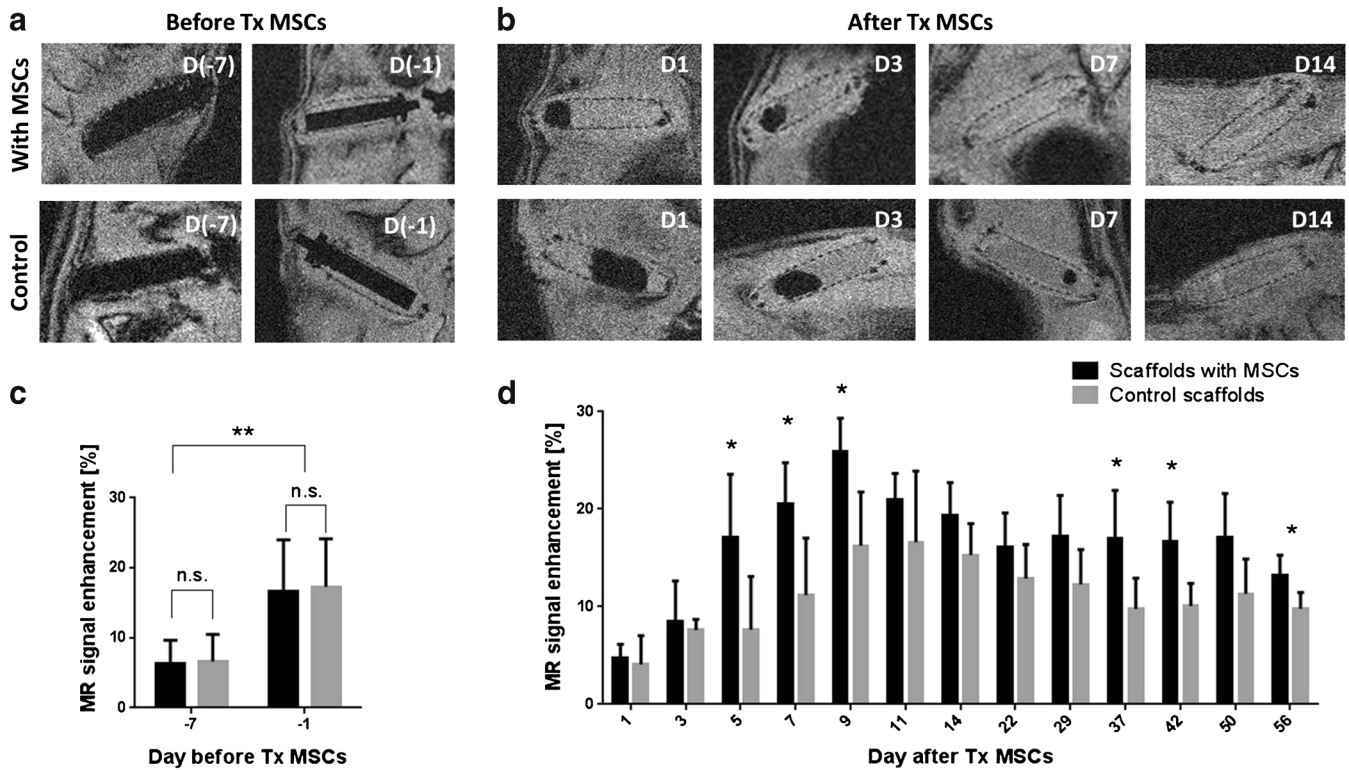 a
Before Tx MSCs
b
After Tx MSCs
With MSCs
D(-7)
D(-1)
D1
D3
D7
D14
Control
D(-7)
D(-1)
D1
D3
D7
D14
c
**
n.s.
n.s.
MR signal enhancement [%]
30
20
10
0
-7
-1
Day before Tx MSCs
d
Scaffolds with MSCs
Control scaffolds
* * * * * *
MR signal enhancement [%]
30
20
10
0
1 3 5 7 9 11 14 22 29 37 42 50 56
Day after Tx MSCs